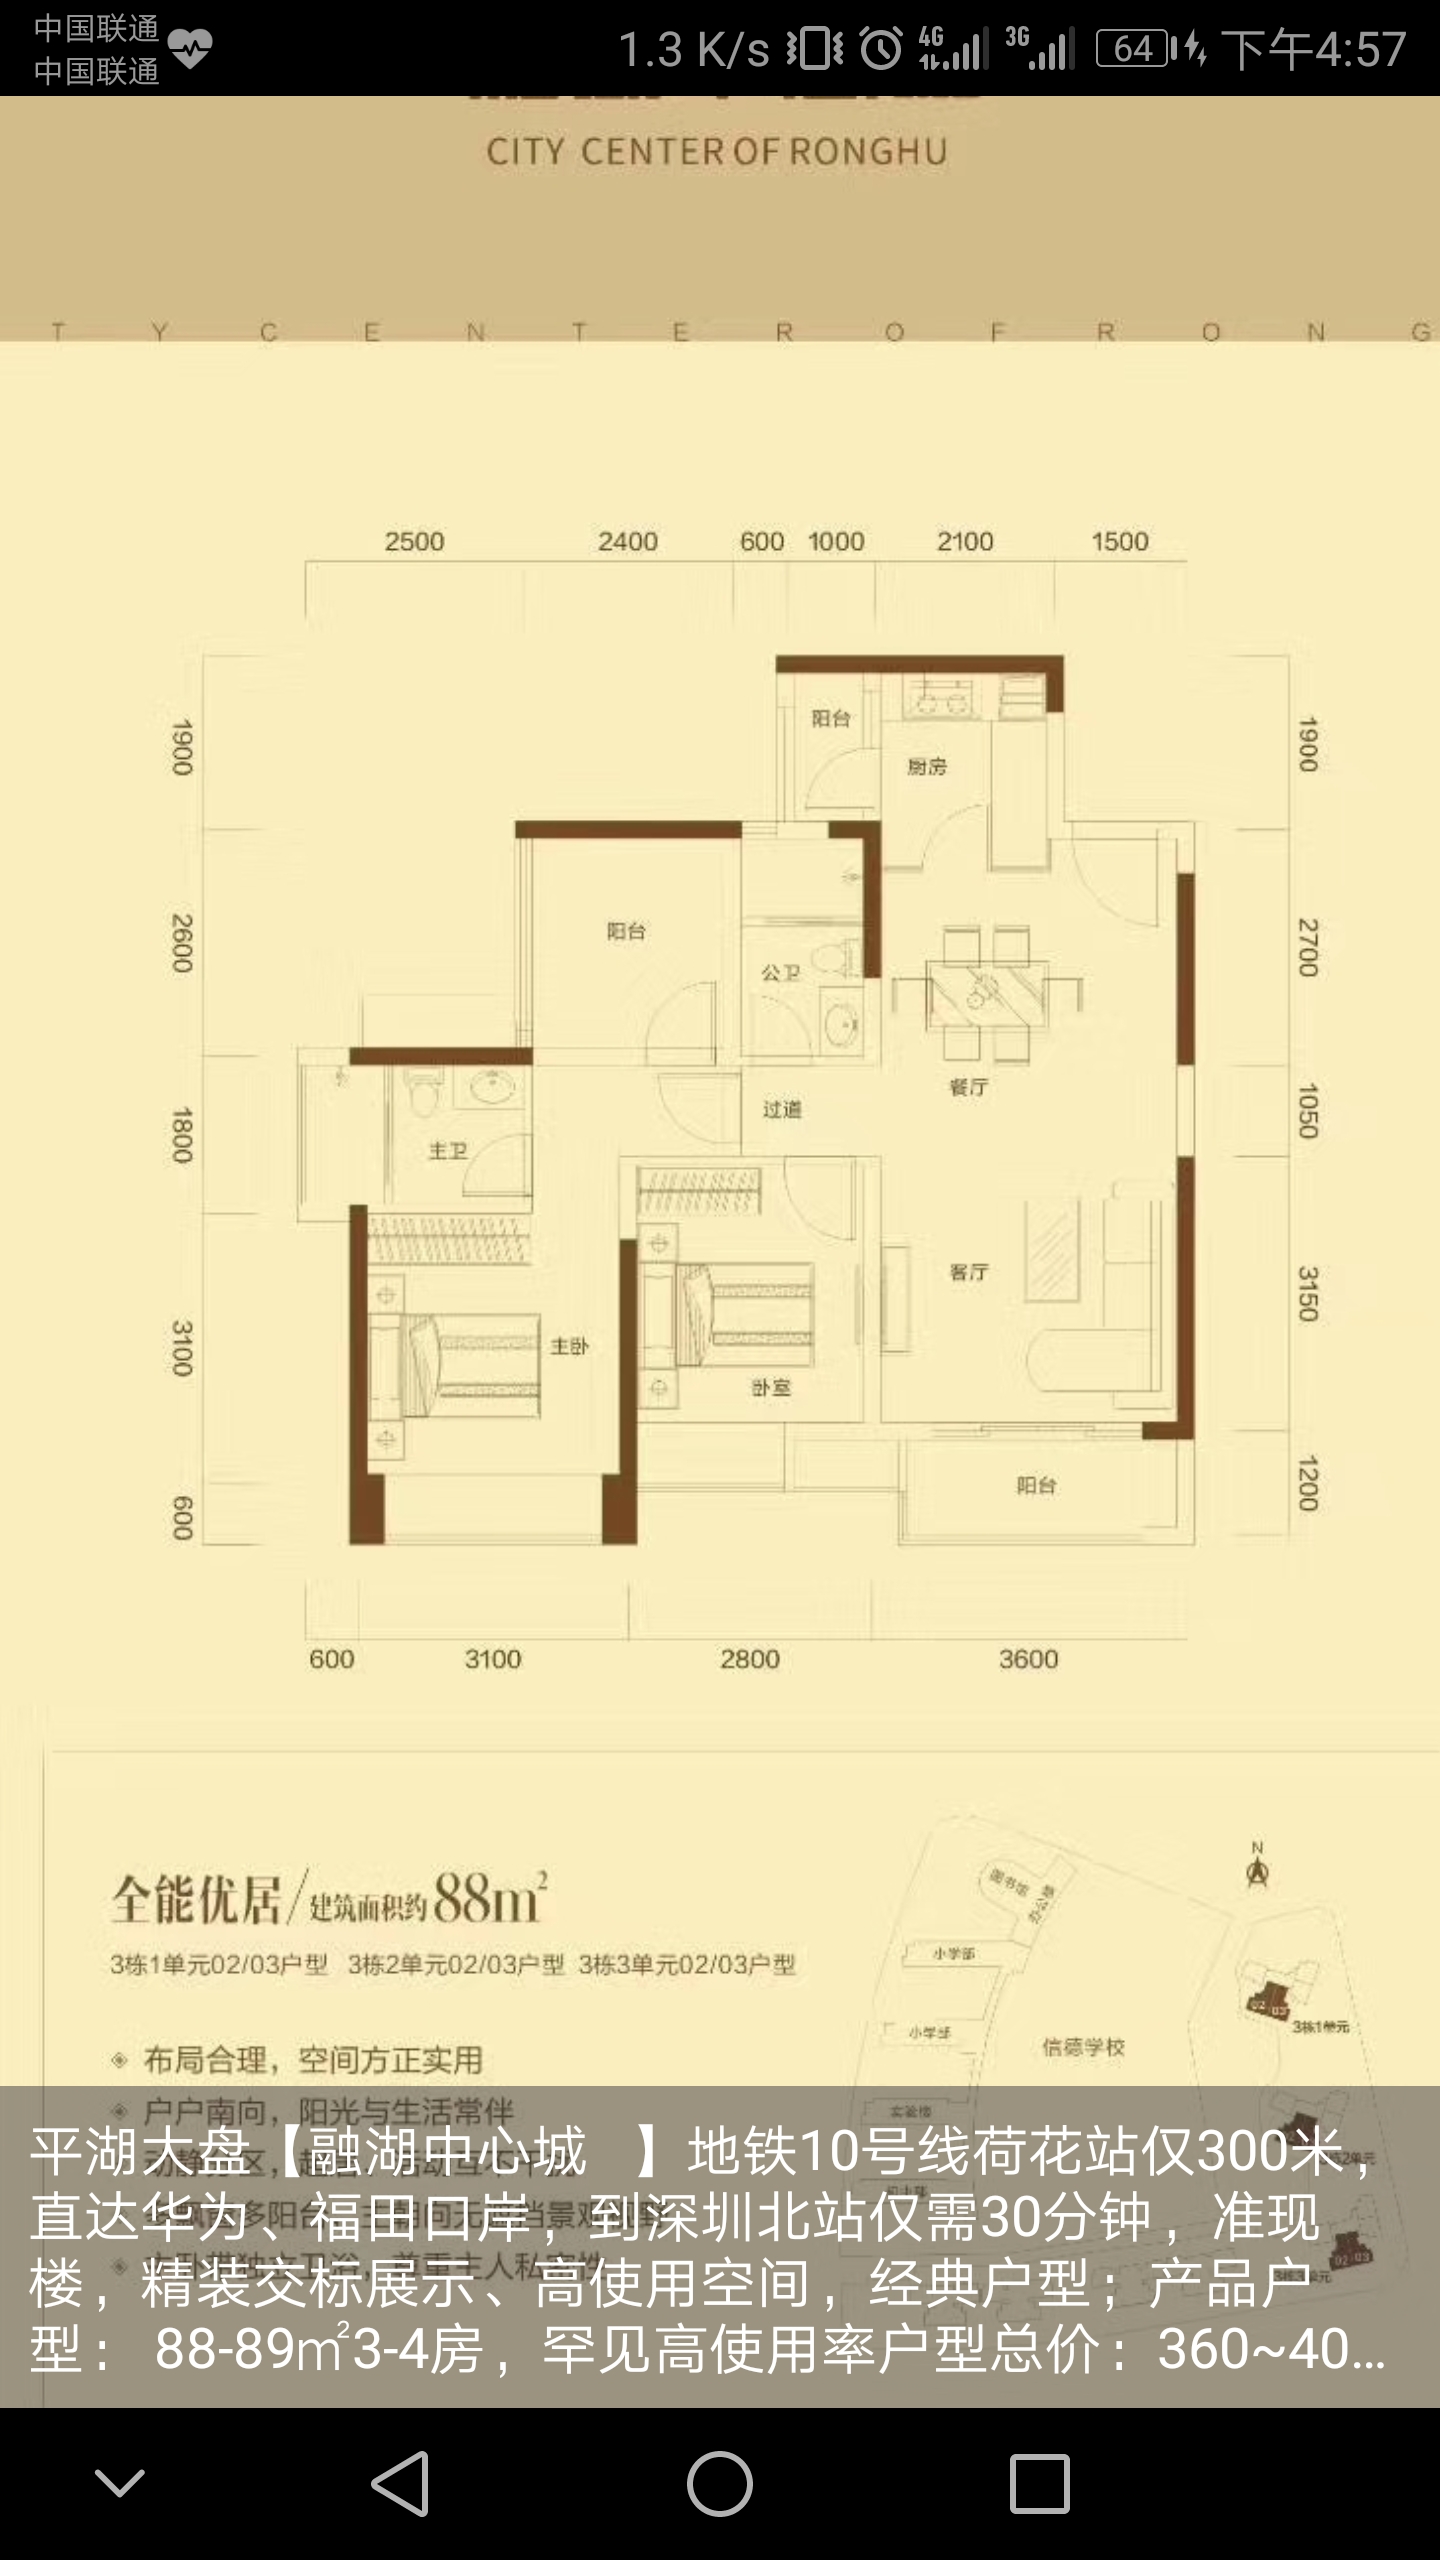 中国联通
中国联通
1.3 K/s 4G 3G 64 下午4:57
CITY CENTER OF RONGHU
T Y C E N T E R O F R O N G
2500 2400 600 1000 2100 1500
1900
2600
1800
3100
600
1900
2700
1050
3150
1200
阳台
厨房
阳台
公卫
餐厅
过道
主卫
客厅
主卧
卧室
阳台
600 3100 2800 3600
全能优居/建筑面积约88m²
3栋1单元02/03户型 3栋2单元02/03户型 3栋3单元02/03户型
布局合理，空间方正实用
户户南向，阳光与生活常伴
N
图书馆
办公楼
小学部
小学部
信德学校
实验楼
02 03
3栋1单元
02 03
3栋3单元
平湖大盘【融湖中心城 】地铁10号线荷花站仅300米，
直达华为、福田口岸，到深圳北站仅需30分钟，准现
楼，精装交标展示、高使用空间，经典户型；产品户
型： 88-89㎡3-4房，罕见高使用率户型总价：360~40...